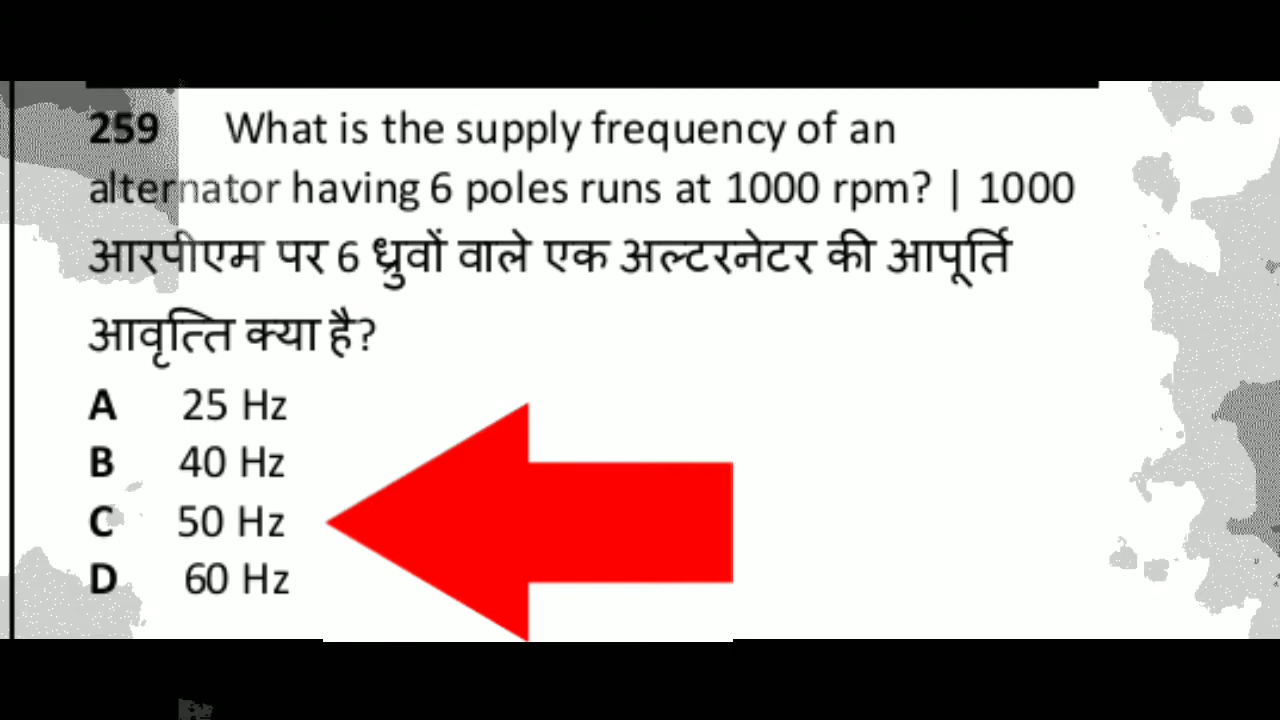 259 What is the supply frequency of an
alternator having 6 poles runs at 1000 rpm? | 1000
आरपीएम पर 6 ध्रुवों वाले एक अल्टरनेटर की आपूर्ति
आवृत्ति क्या है?
A 25 Hz
B 40 Hz
C 50 Hz
D 60 Hz